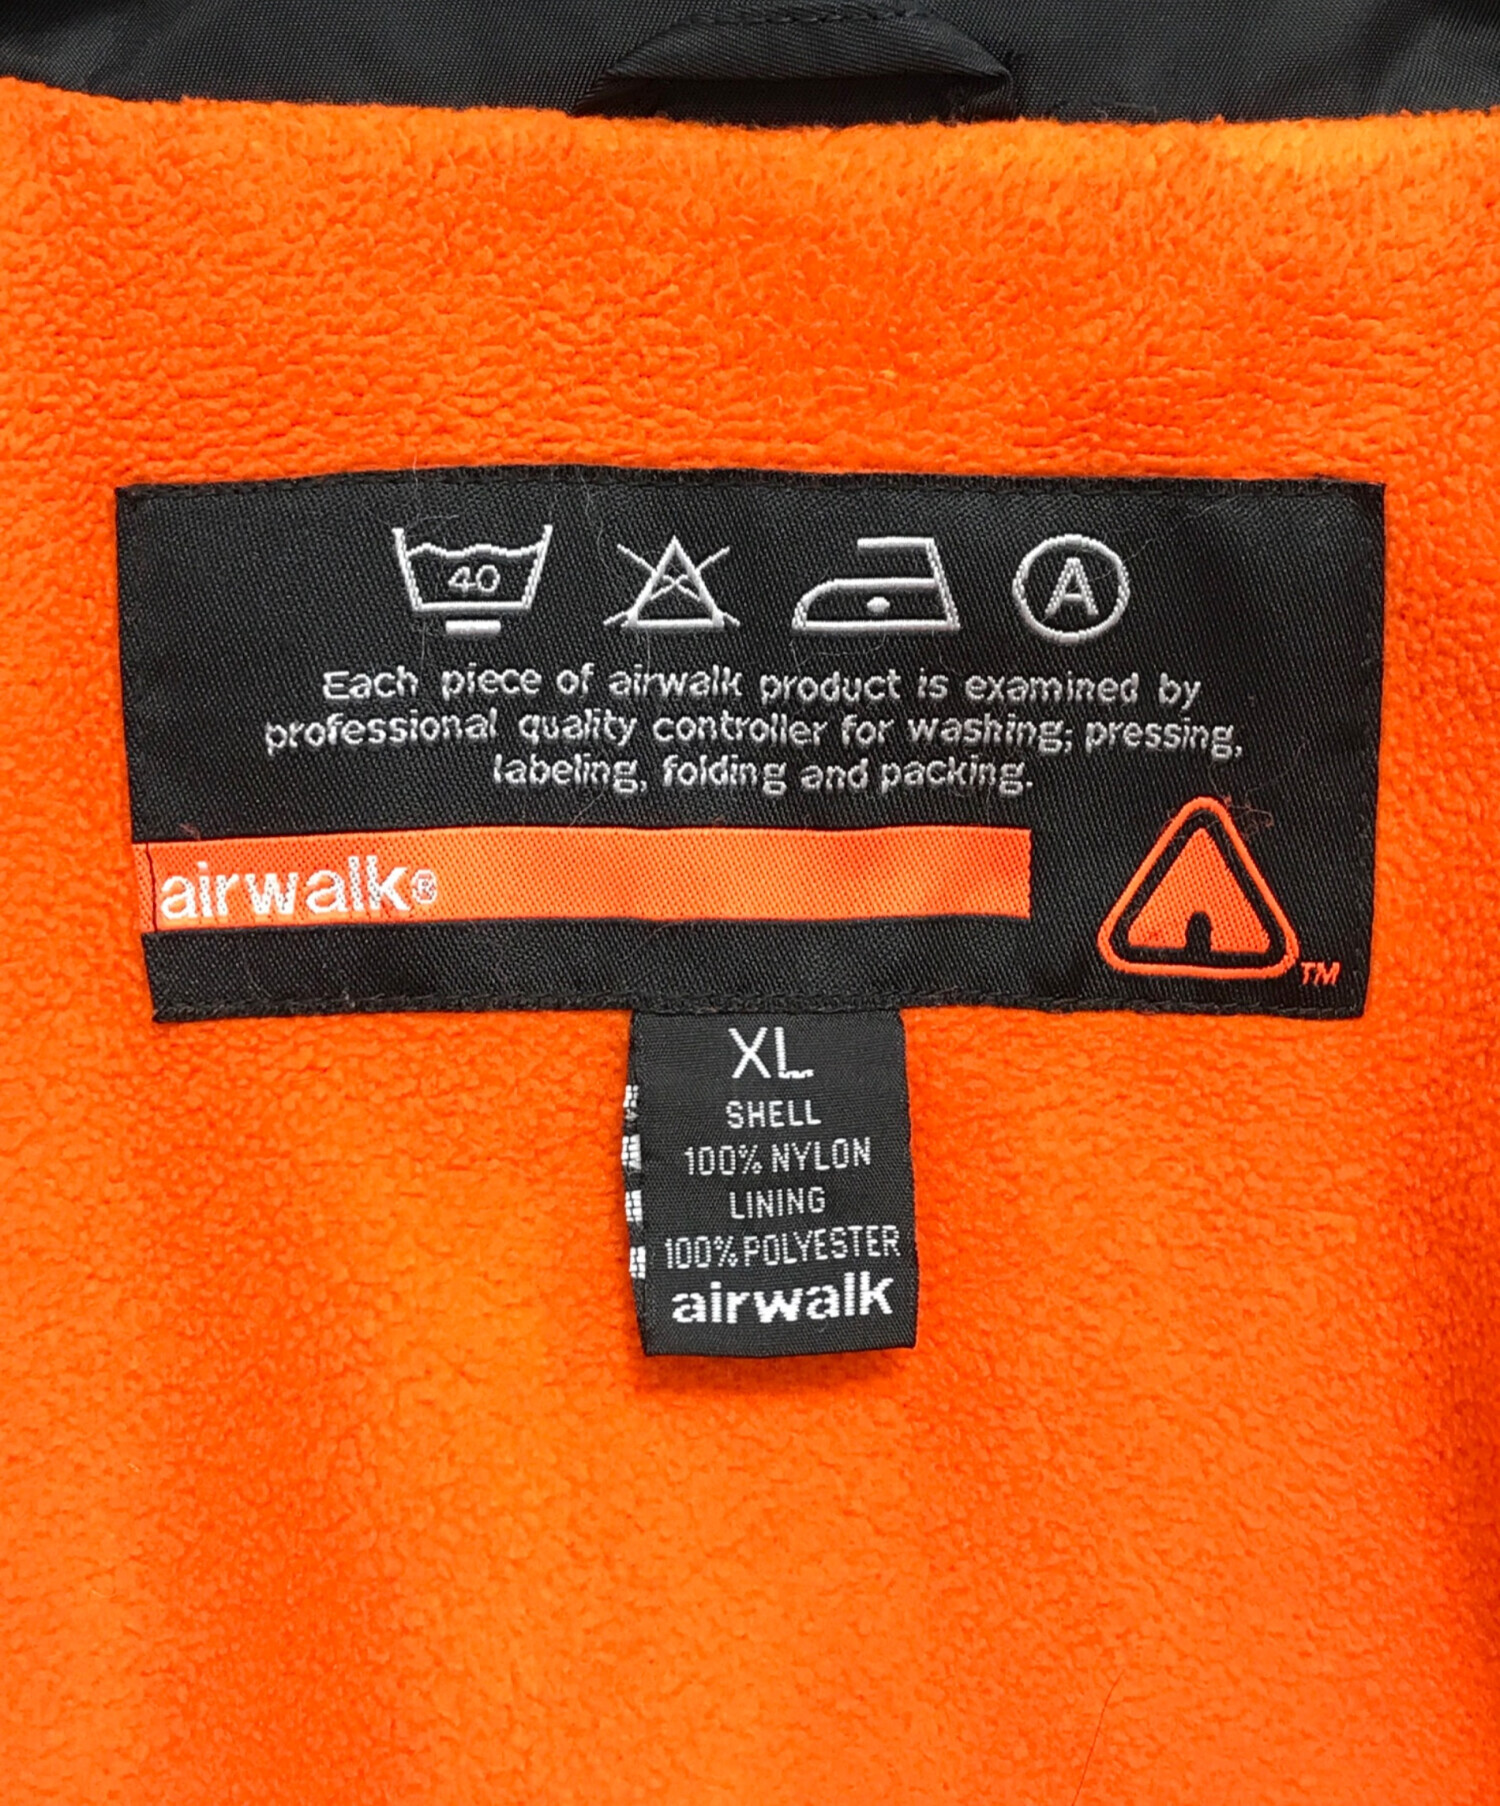 40
A
Each piece of airwalk product is examined by
professional quality controller for washing; pressing,
labeling, folding and packing.
airwalk®
TM
XL
SHELL
100% NYLON
LINING
100% POLYESTER
airwalk